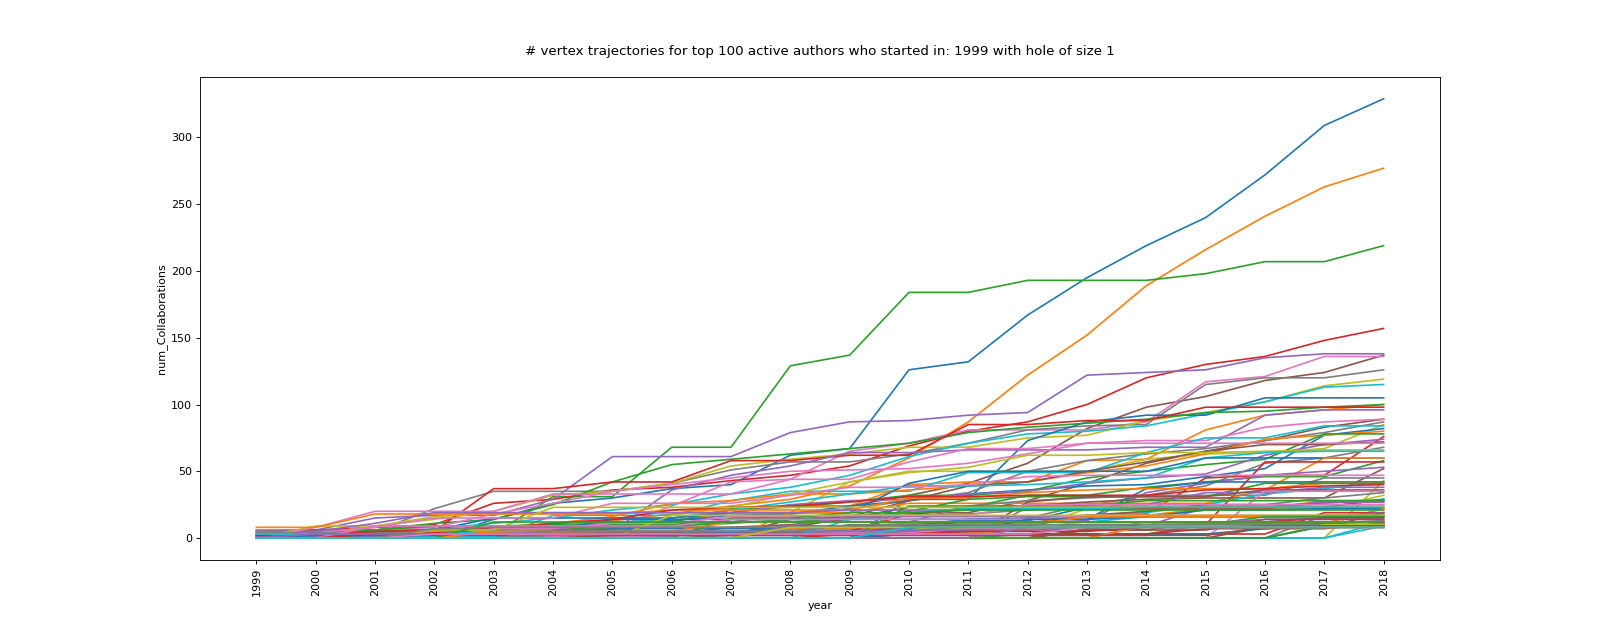 # vertex trajectories for top 100 active authors who started in: 1999 with hole of size 1
300
250
200
150
100
50
0
num_Collaborations
1999 2000 2001 2002 2003 2004 2005 2006 2007 2008 2009 2010 2011 2012 2013 2014 2015 2016 2017 2018
year